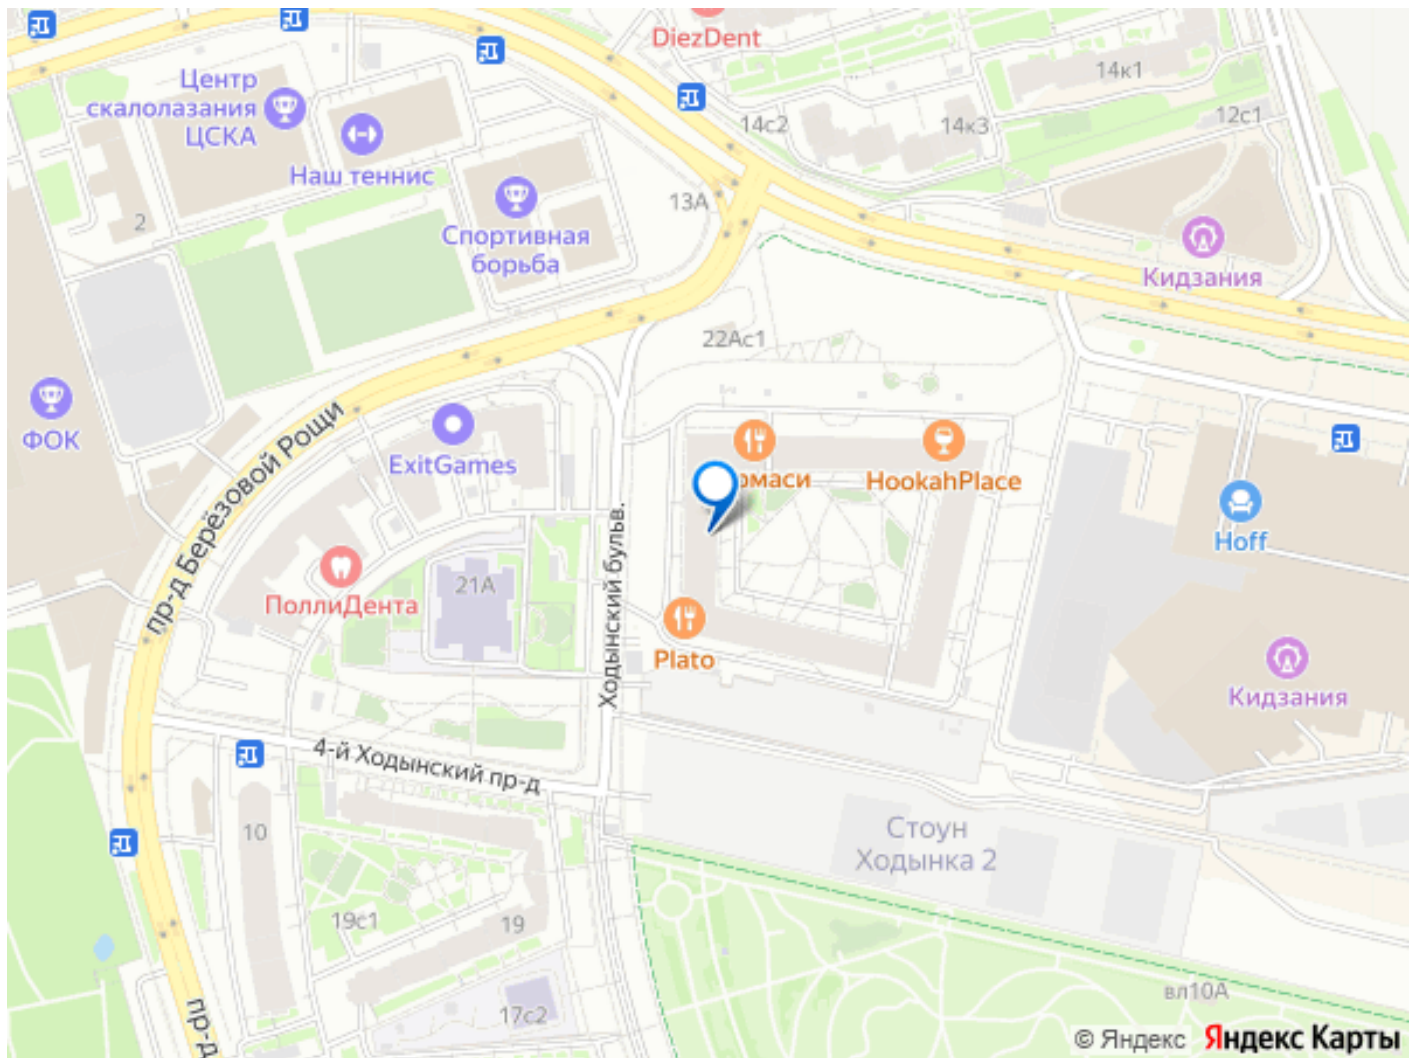 DiezDent
14к1
Центр
скалолазания
ЦСКА
14с2
14к3
12с1
Наш теннис
13А
2
Спортивная
борьба
Кидзания
22Ас1
ФОК
ExitGames
рмаси
HookahPlace
пр-д Берёзовой Рощи
Ходынский бульв.
Hoff
21А
ПоллиДента
Plato
Кидзания
4-й Ходынский пр-д
10
Стоун
Ходынка 2
19с1
19
вл10А
17с2
пр-д
© Яндекс Яндекс Карты